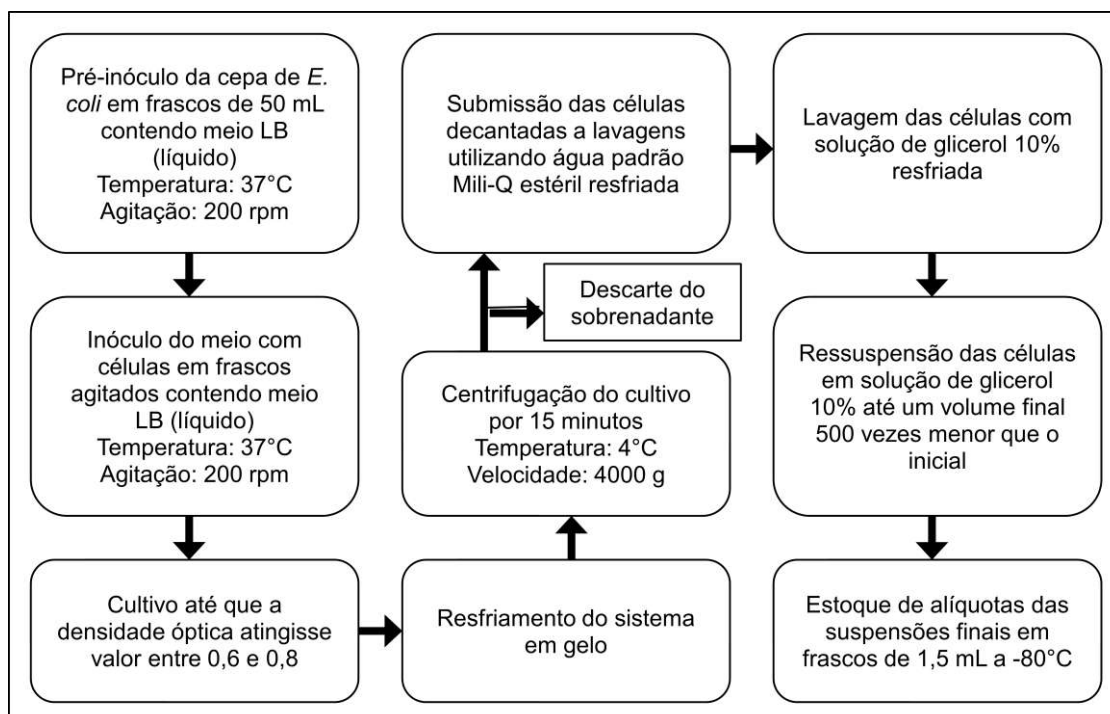 Pré-inóculo da cepa de E.
coli em frascos de 50 mL
contendo meio LB
(líquido)
Temperatura: 37°C
Agitação: 200 rpm
Inóculo do meio com
células em frascos
agitados contendo meio
LB (líquido)
Temperatura: 37°C
Agitação: 200 rpm
Cultivo até que a
densidade óptica atingisse
valor entre 0,6 e 0,8
Resfriamento do sistema
em gelo
Centrifugação do cultivo
por 15 minutos
Temperatura: 4°C
Velocidade: 4000 g
Descarte do
sobrenadante
Submissão das células
decantadas a lavagens
utilizando água padrão
Mili-Q estéril resfriada
Lavagem das células com
solução de glicerol 10%
resfriada
Ressuspensão das células
em solução de glicerol
10% até um volume final
500 vezes menor que o
inicial
Estoque de alíquotas das
suspensões finais em
frascos de 1,5 mL a -80°C